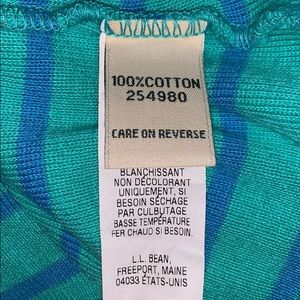 100% COTTON
254980
CARE ON REVERSE
BLANCHISSANT
NON DÉCOLORANT
UNIQUEMENT, SI
BESOIN SÉCHAGE
PAR CULBUTAGE
BASSE TEMPÉRATURE
FER CHAUD SI BESOIN.
L.L. BEAN,
FREEPORT, MAINE
04033 ÉTATS-UNIS